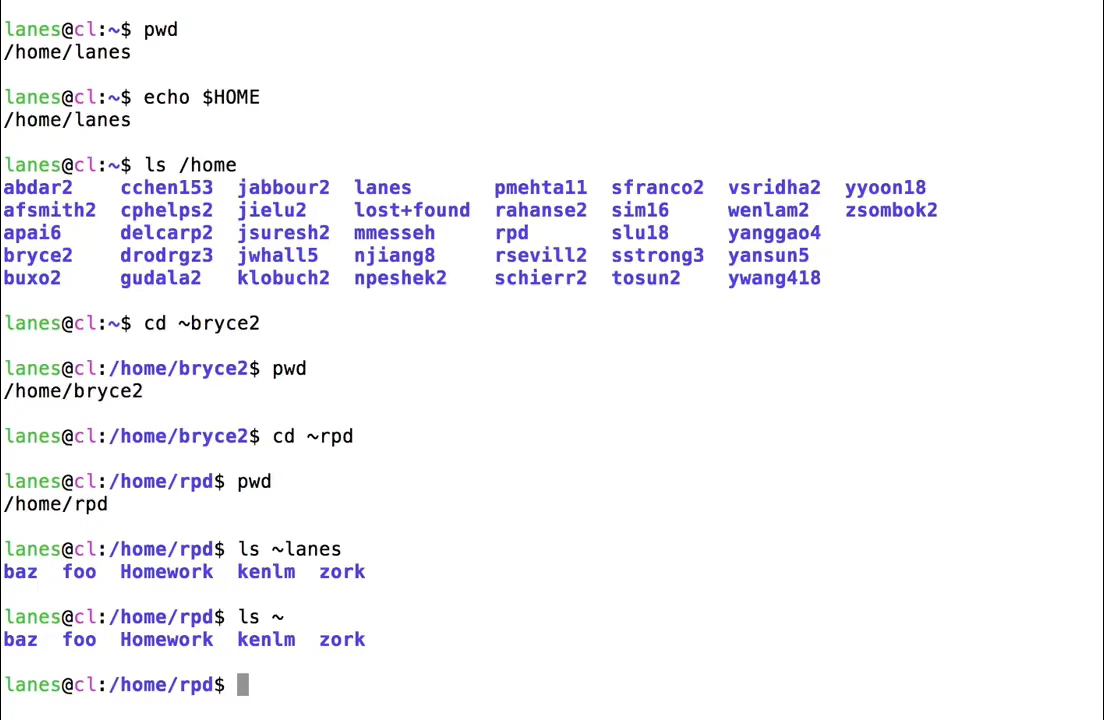 lanes@cl:~$ pwd
/home/lanes
lanes@cl:~$ echo $HOME
/home/lanes
lanes@cl:~$ ls /home
abdar2 cchen153 jabbour2 lanes pmehta11 sfranco2 vsridha2 yyoon18
afsmith2 cphelps2 jielu2 lost+found rahanse2 sim16 wenlam2 zsombok2
apai6 delcarp2 jsuresh2 mmesseh rpd slu18 yanggao4
bryce2 drodrgz3 jwhall5 njiang8 rsevill2 sstrong3 yansun5
buxo2 gudala2 klobuch2 npeshek2 schierr2 tosun2 ywang418
lanes@cl:~$ cd ~bryce2
lanes@cl:/home/bryce2$ pwd
/home/bryce2
lanes@cl:/home/bryce2$ cd ~rpd
lanes@cl:/home/rpd$ pwd
/home/rpd
lanes@cl:/home/rpd$ ls ~lanes
baz foo Homework kenlm zork
lanes@cl:/home/rpd$ ls ~
baz foo Homework kenlm zork
lanes@cl:/home/rpd$